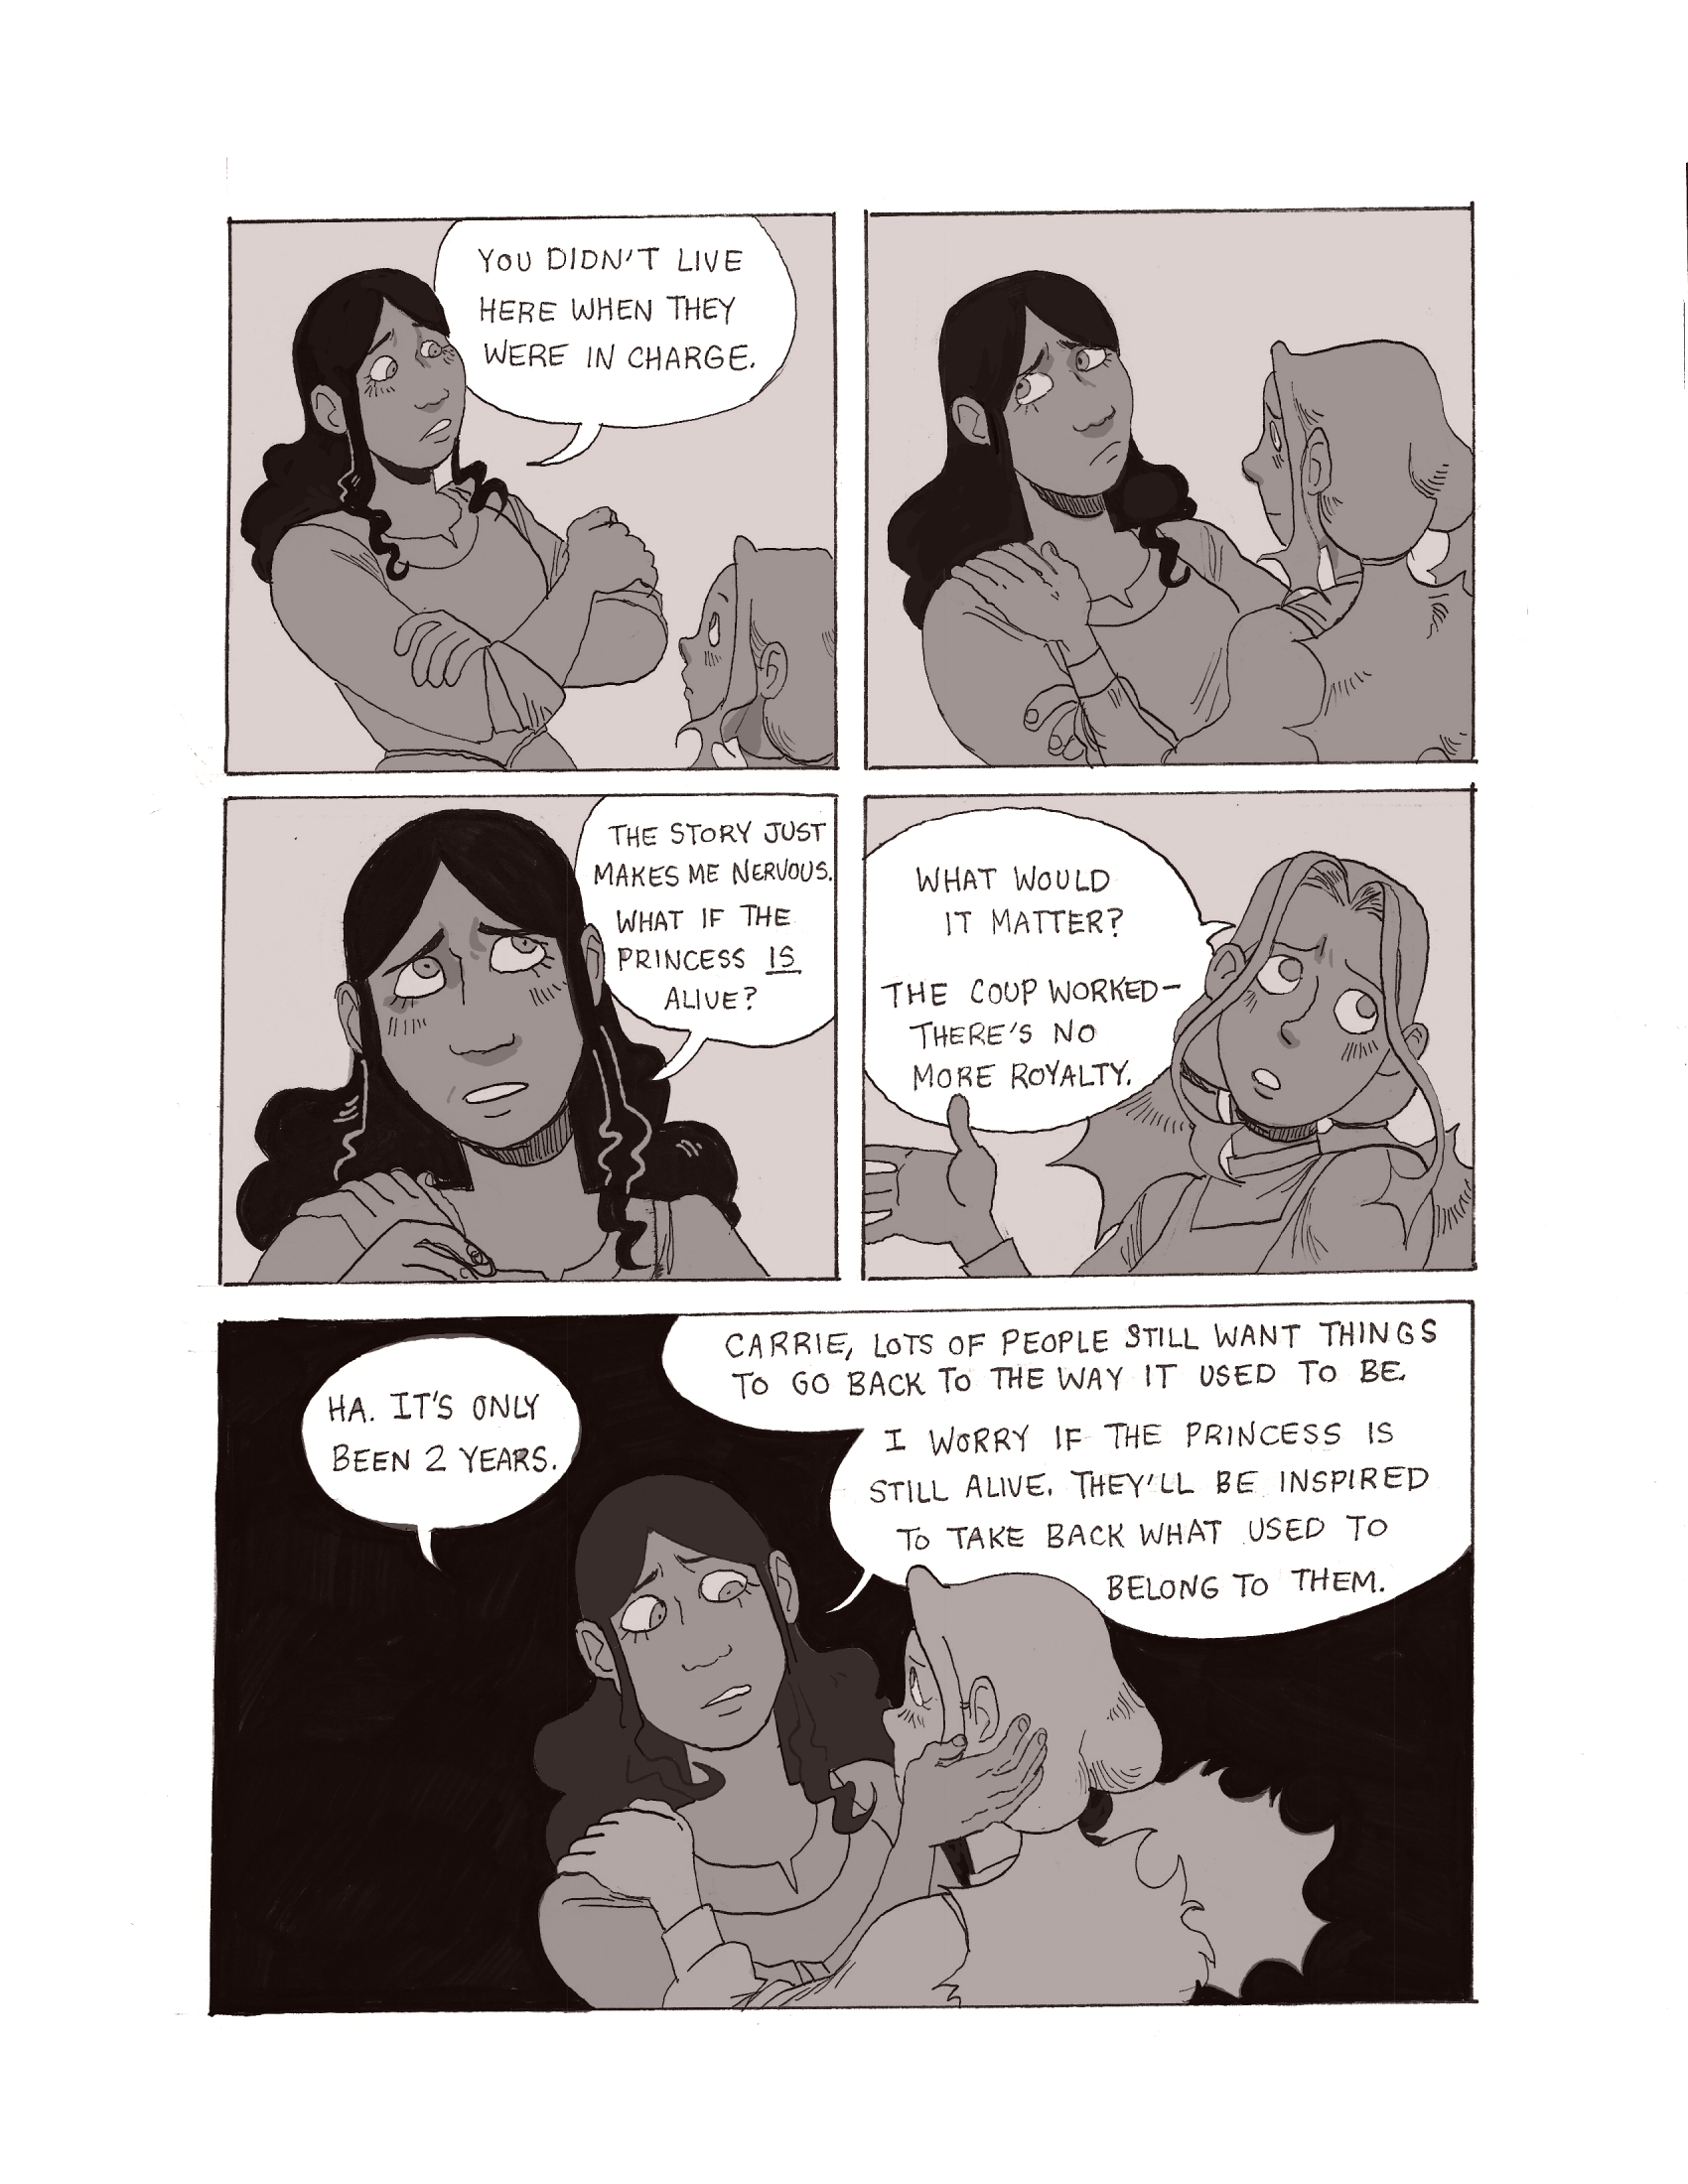 YOU DIDN'T LIVE
HERE WHEN THEY
WERE IN CHARGE.
THE STORY JUST
MAKES ME NERVOUS.
WHAT IF THE
PRINCESS IS
ALIVE?
WHAT WOULD
IT MATTER?
THE COUP WORKED—
THERE'S NO
MORE ROYALTY.
HA. IT'S ONLY
BEEN 2 YEARS.
CARRIE, LOTS OF PEOPLE STILL WANT THINGS
TO GO BACK TO THE WAY IT USED TO BE.
I WORRY IF THE PRINCESS IS
STILL ALIVE. THEY'LL BE INSPIRED
TO TAKE BACK WHAT USED TO
BELONG TO THEM.